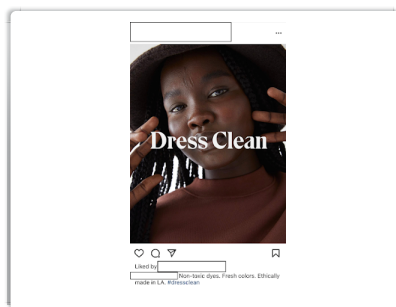 Dress Clean
Liked by
Non-toxic dyes. Fresh colors. Ethically
made in LA. #dressclean